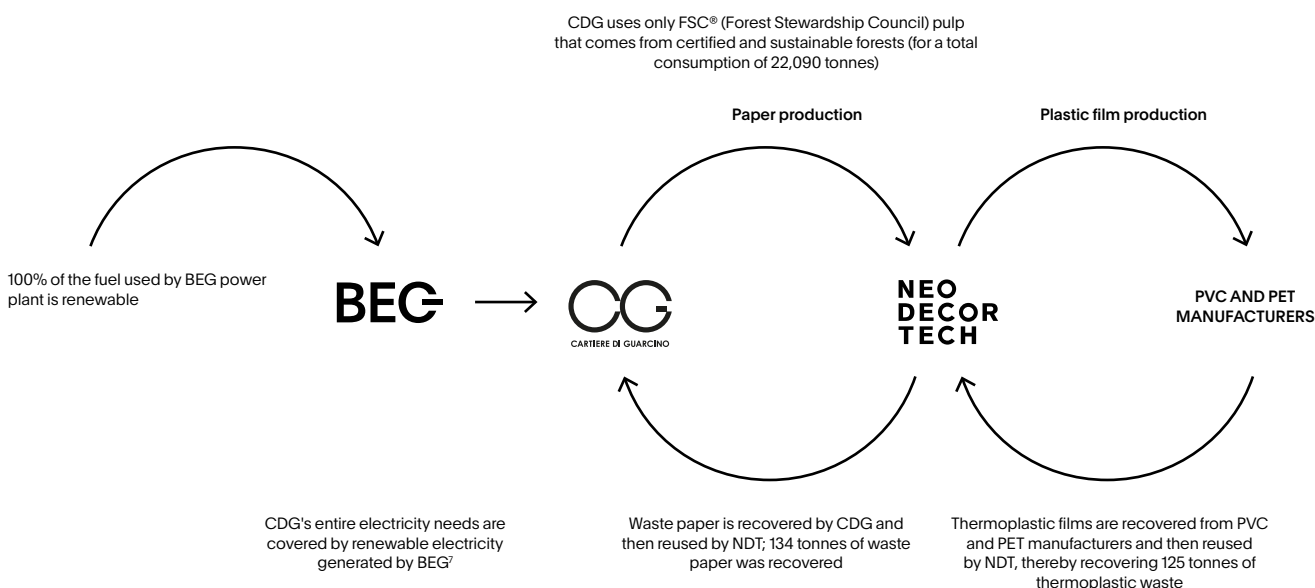 CDG uses only FSC® (Forest Stewardship Council) pulp
that comes from certified and sustainable forests (for a total
consumption of 22,090 tonnes)
Paper production
Plastic film production
100% of the fuel used by BEG power
plant is renewable
BEG
CG
CARTIERE DI GUARCINO
NEO
DECOR
TECH
PVC AND PET
MANUFACTURERS
CDG's entire electricity needs are
covered by renewable electricity
generated by BEG⁷
Waste paper is recovered by CDG and
then reused by NDT; 134 tonnes of waste
paper was recovered
Thermoplastic films are recovered from PVC
and PET manufacturers and then reused
by NDT, thereby recovering 125 tonnes of
thermoplastic waste